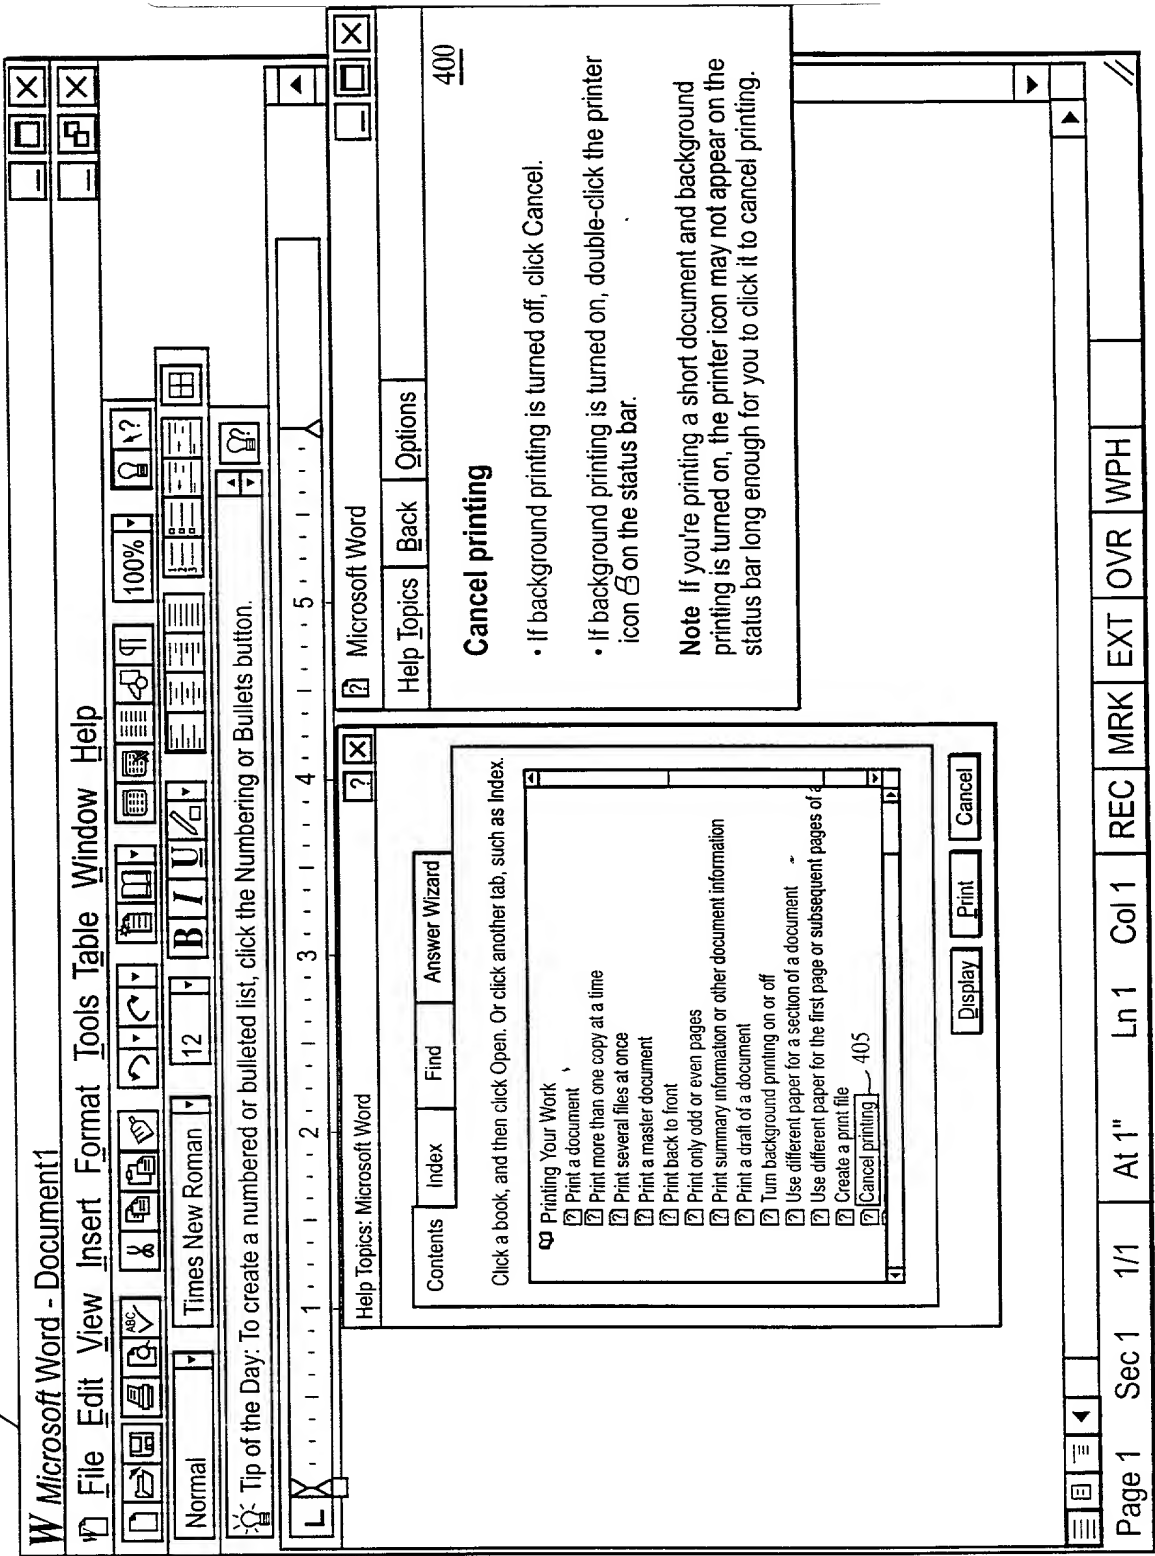 W Microsoft Word - Document1
File Edit View Insert Format Tools Table Window Help
ABC 100% ?
Normal Times New Roman 12 B I U
Tip of the Day: To create a numbered or bulleted list, click the Numbering or Bullets button.
L 1 2 3 4 5
Help Topics: Microsoft Word ? X
Contents Index Find Answer Wizard
Click a book, and then click Open. Or click another tab, such as Index.
Printing Your Work
? Print a document
? Print more than one copy at a time
? Print several files at once
? Print a master document
? Print back to front
? Print only odd or even pages
? Print summary information or other document information
? Print a draft of a document
? Turn background printing on or off
? Use different paper for a section of a document
? Use different paper for the first page or subsequent pages of a
? Create a print file
? Cancel printing 405
Display Print Cancel
? Microsoft Word
Help Topics Back Options
400
Cancel printing
• If background printing is turned off, click Cancel.
• If background printing is turned on, double-click the printer
icon on the status bar.
Note If you're printing a short document and background
printing is turned on, the printer icon may not appear on the
status bar long enough for you to click it to cancel printing.
Page 1 Sec 1 1/1 At 1" Ln 1 Col 1 REC MRK EXT OVR WPH